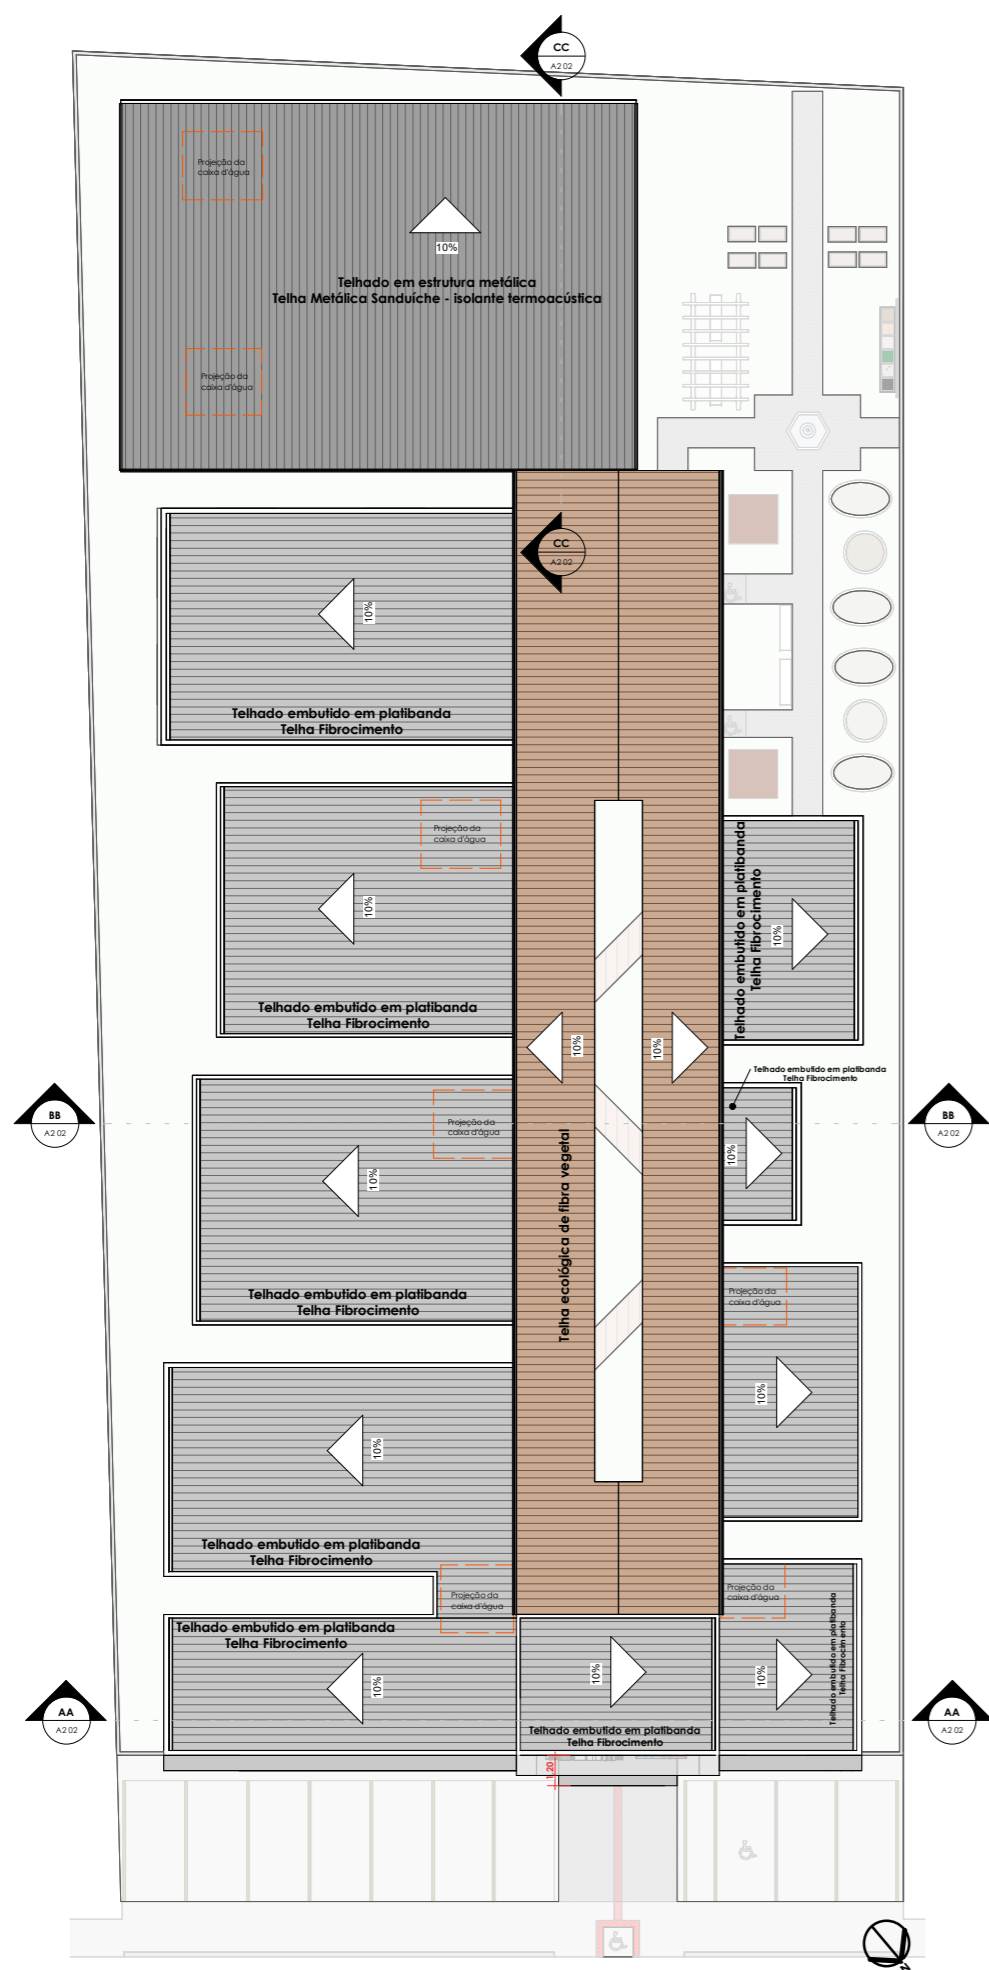 CC
A2 02
Projeção da
caixa d'água
10%
Telhado em estrutura metálica
Telha Metálica Sanduíche - isolante termoacústica
Projeção da
caixa d'água
CC
A2 02
10%
Telhado embutido em platibanda
Telha Fibrocimento
Projeção da
caixa d'água
10%
Telhado embutido em platibanda
Telha Fibrocimento
Telhado embutido em platibanda
Telha Fibrocimento
10%
10%
10%
Telhado embutido em platibanda
Telha Fibrocimento
BB
A2 02
Projeção da
caixa d'água
10%
Telha ecológica de fibra vegetal
10%
BB
A2 02
Telhado embutido em platibanda
Telha Fibrocimento
Projeção da
caixa d'água
10%
10%
Telhado embutido em platibanda
Telha Fibrocimento
Projeção da
caixa d'água
Projeção da
caixa d'água
Telhado embutido em platibanda
Telha Fibrocimento
10%
10%
10%
Telhado embutido em platibanda
Telha Fibrocimento
AA
A2 02
AA
A2 02
Telhado embutido em platibanda
Telha Fibrocimento
1.20